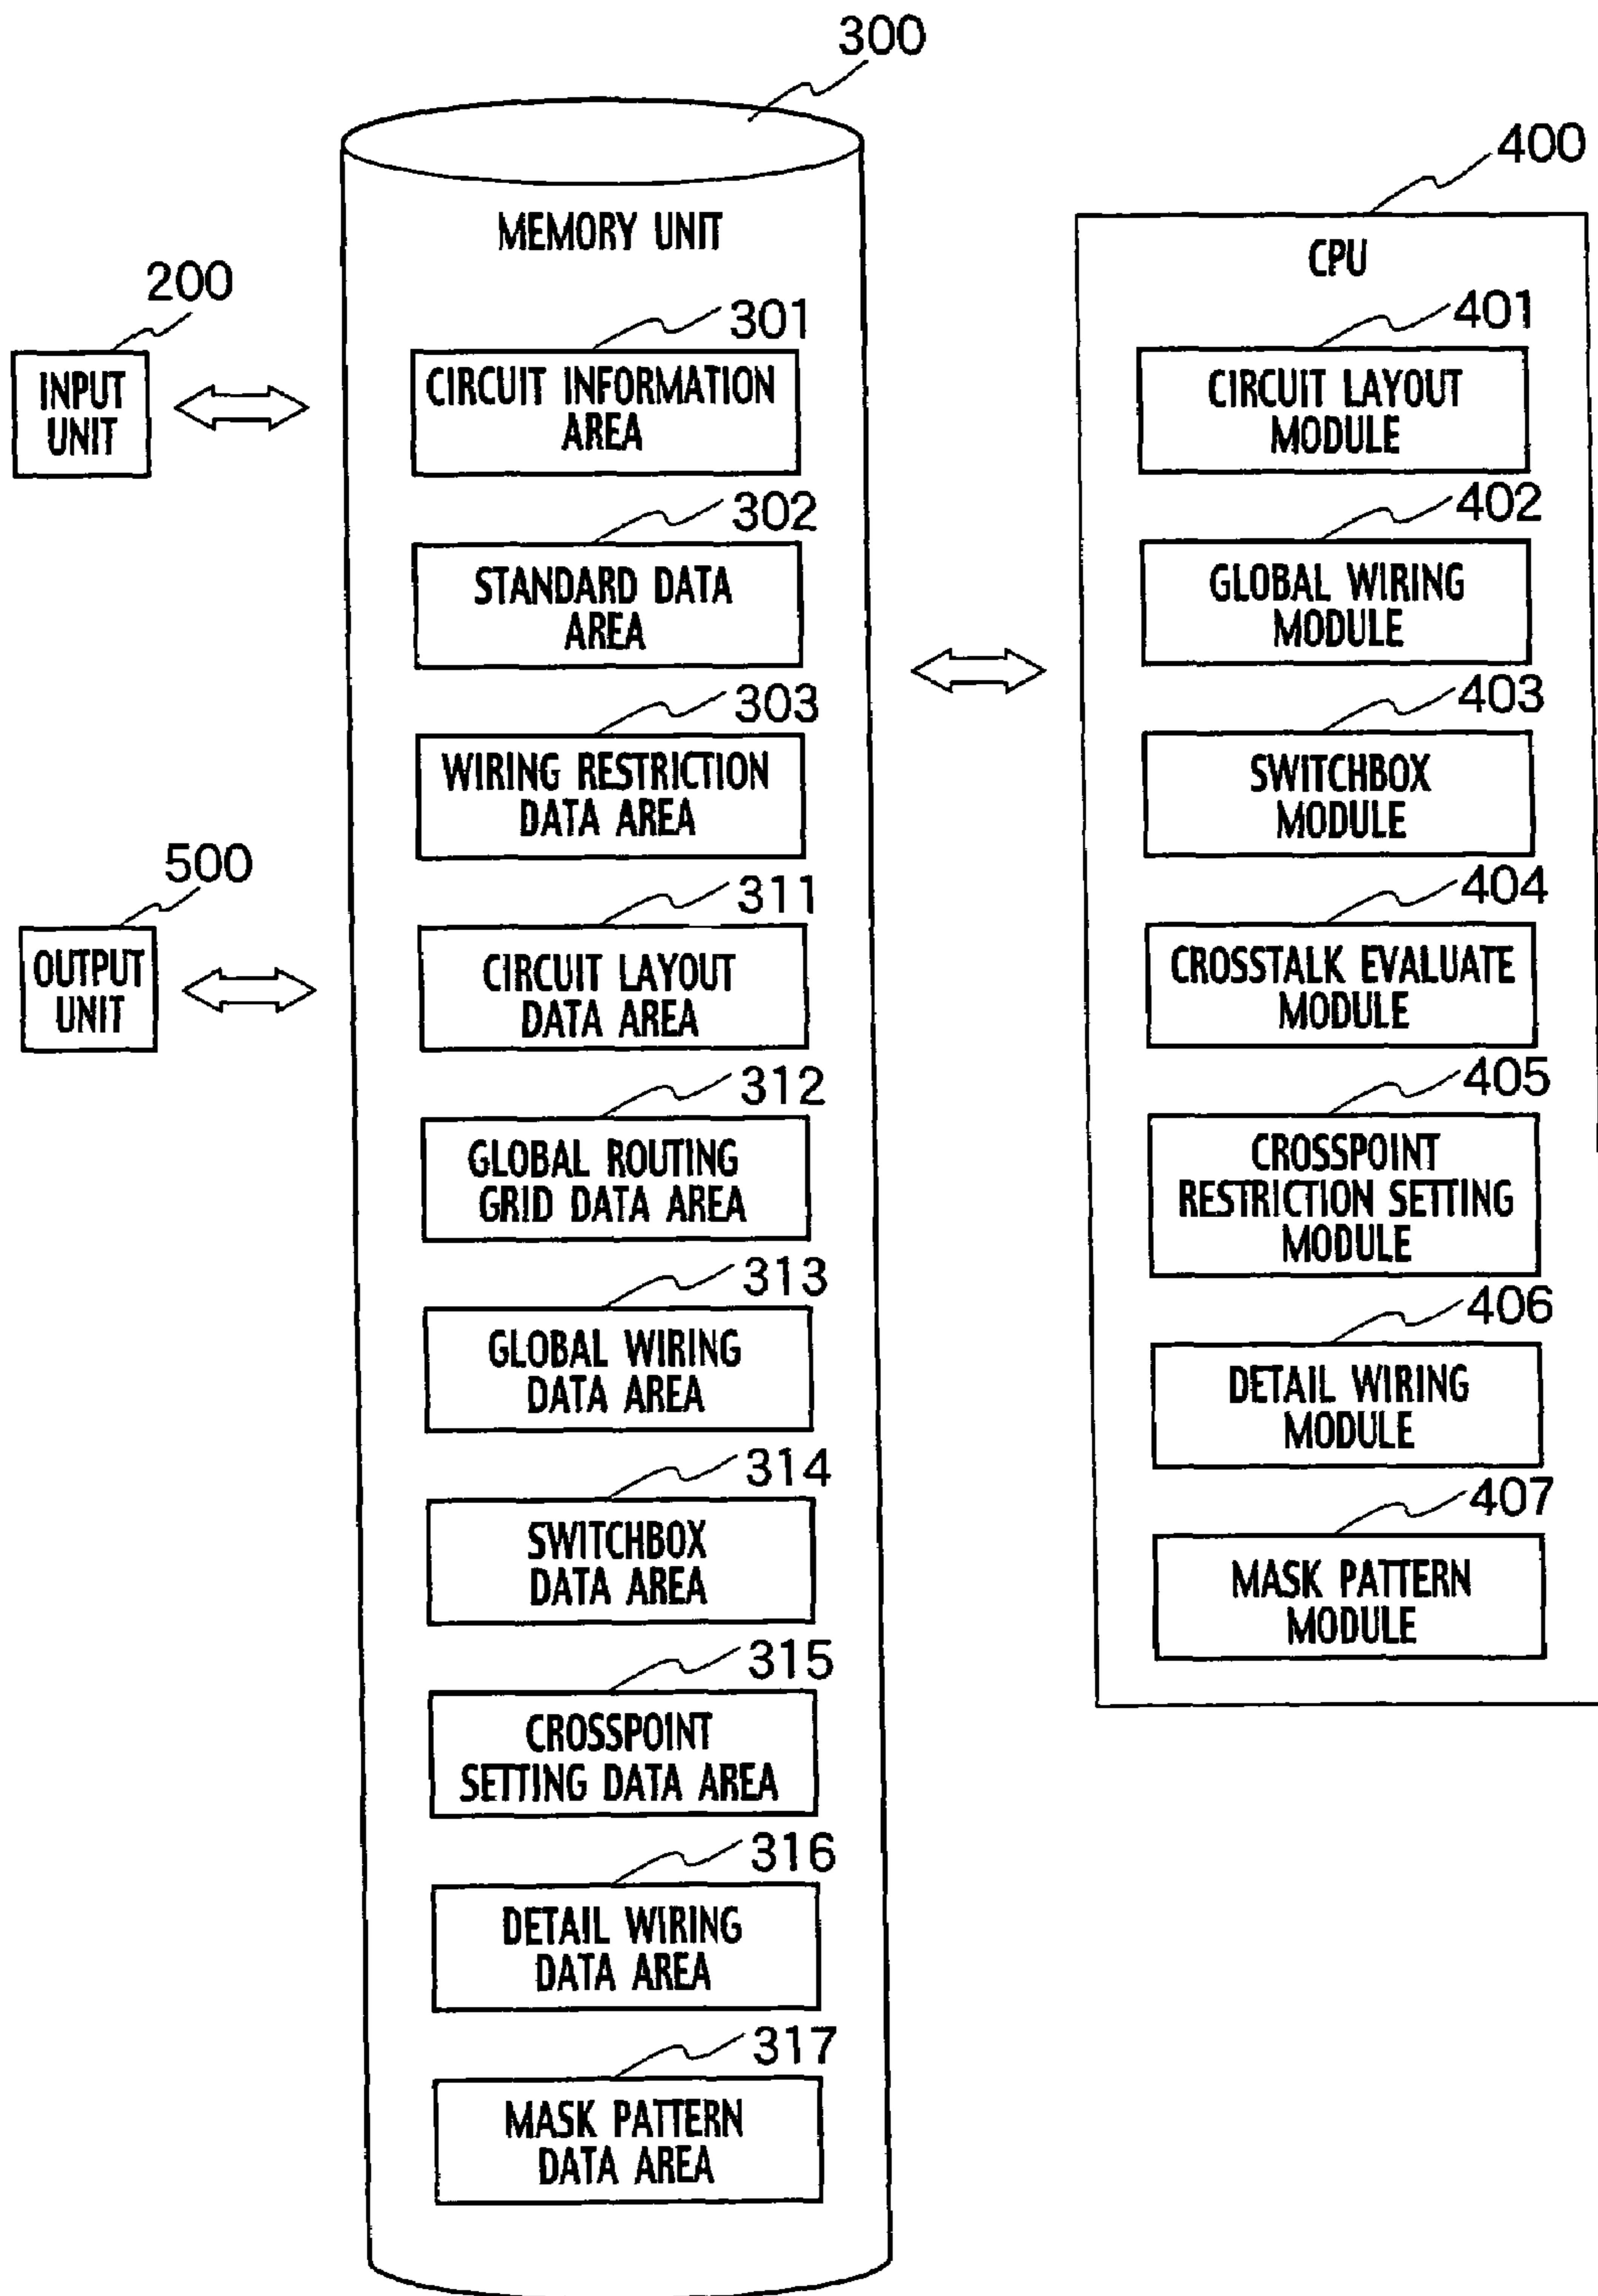 300
MEMORY UNIT
200
INPUT
UNIT
301
CIRCUIT INFORMATION
AREA
302
STANDARD DATA
AREA
303
WIRING RESTRICTION
DATA AREA
500
OUTPUT
UNIT
311
CIRCUIT LAYOUT
DATA AREA
312
GLOBAL ROUTING
GRID DATA AREA
313
GLOBAL WIRING
DATA AREA
314
SWITCHBOX
DATA AREA
315
CROSSPOINT
SETTING DATA AREA
316
DETAIL WIRING
DATA AREA
317
MASK PATTERN
DATA AREA
400
CPU
401
CIRCUIT LAYOUT
MODULE
402
GLOBAL WIRING
MODULE
403
SWITCHBOX
MODULE
404
CROSSTALK EVALUATE
MODULE
405
CROSSPOINT
RESTRICTION SETTING
MODULE
406
DETAIL WIRING
MODULE
407
MASK PATTERN
MODULE